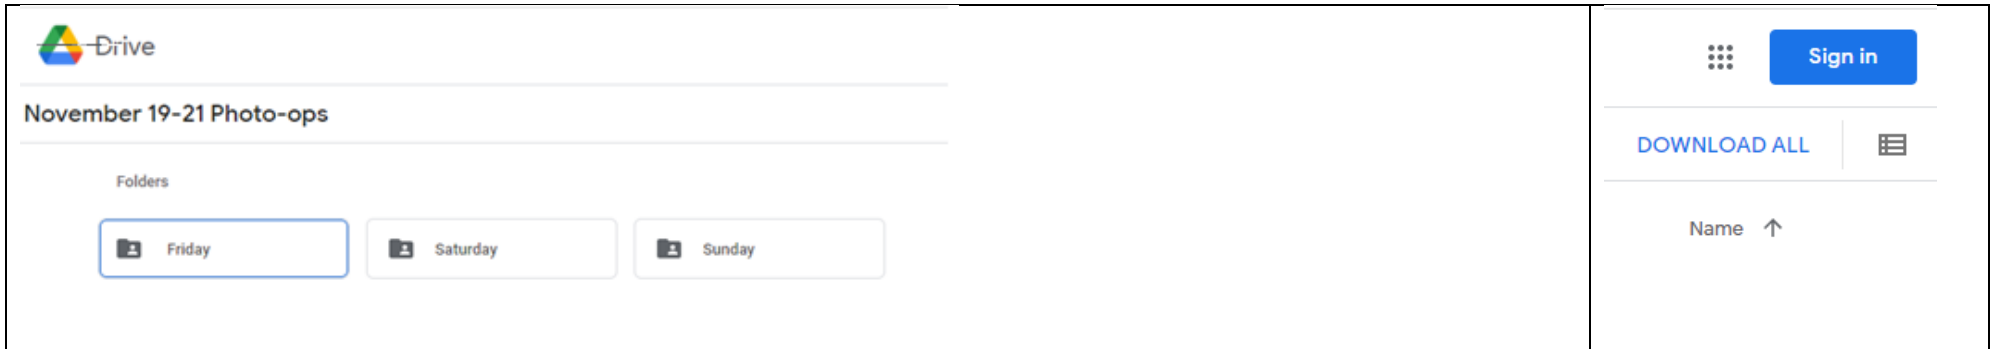 Drive
November 19-21 Photo-ops
Folders
Friday
Saturday
Sunday
Sign in
DOWNLOAD ALL
Name